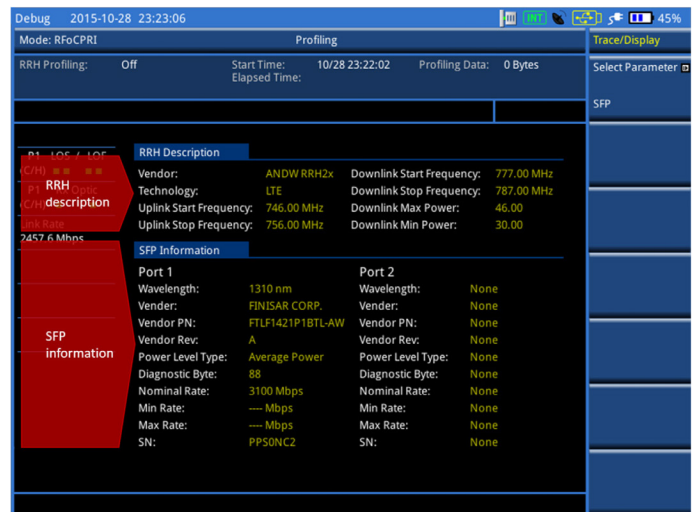 Debug 2015-10-28 23:23:06 INT 45%
Mode: RFoCPRI Profiling Trace/Display
RRH Profiling: Off Start Time: 10/28 23:22:02 Profiling Data: 0 Bytes
Elapsed Time:
Select Parameter
SFP
P1 LOS / LOF
(C/H)
P1 Optic
(C/H)
Link Rate
2457.6 Mbps
RRH
description
RRH Description
Vendor: ANDW RRH2x Downlink Start Frequency: 777.00 MHz
Technology: LTE Downlink Stop Frequency: 787.00 MHz
Uplink Start Frequency: 746.00 MHz Downlink Max Power: 46.00
Uplink Stop Frequency: 756.00 MHz Downlink Min Power: 30.00
SFP
information
SFP Information
Port 1 Port 2
Wavelength: 1310 nm Wavelength: None
Vender: FINISAR CORP. Vender: None
Vendor PN: FTLF1421P1BTL-AW Vendor PN: None
Vendor Rev: A Vendor Rev: None
Power Level Type: Average Power Power Level Type: None
Diagnostic Byte: 88 Diagnostic Byte: None
Nominal Rate: 3100 Mbps Nominal Rate: None
Min Rate: ---- Mbps Min Rate: None
Max Rate: ---- Mbps Max Rate: None
SN: PPS0NC2 SN: None